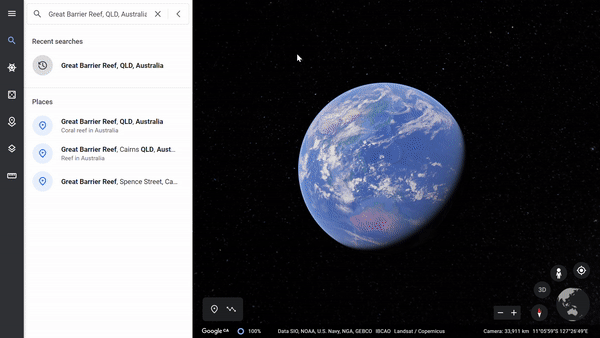 Great Barrier Reef, QLD, Australia
Recent searches
Great Barrier Reef, QLD, Australia
Places
Great Barrier Reef, QLD, Australia
Coral reef in Australia
Great Barrier Reef, Cairns QLD, Aust...
Reef in Australia
Great Barrier Reef, Spence Street, Ca...
3D
Google CA
100%
Data SIO, NOAA, U.S. Navy, NGA, GEBCO IBCAO Landsat / Copernicus
Camera: 33,911 km 11°05'59"S 127°26'49"E